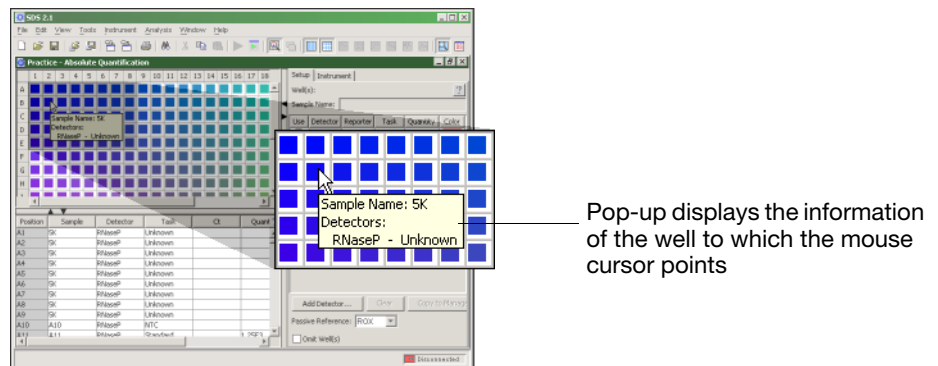 SDS 2.1
File Edit View Tools Instrument Analysis Window Help
Practice - Absolute Quantification
1 2 3 4 5 6 7 8 9 10 11 12 13 14 15 16 17 18
A
B
C
D
E
F
G
H
Sample Name: 5K
Detectors:
RNaseP - Unknown
Setup Instrument
Well(s):
Sample Name:
Use Detector Reporter Task Quantity Color
Sample Name: 5K
Detectors:
RNaseP - Unknown
Pop-up displays the information
of the well to which the mouse
cursor points
Position Sample Detector Task Ct Quant
A1 5K RNaseP Unknown
A2 5K RNaseP Unknown
A3 5K RNaseP Unknown
A4 5K RNaseP Unknown
A5 5K RNaseP Unknown
A6 5K RNaseP Unknown
A7 5K RNaseP Unknown
A8 5K RNaseP Unknown
A9 5K RNaseP Unknown
A10 A10 RNaseP NTC
A11 A11 RNaseP Standard
Add Detector... Clear Copy to Manage
Passive Reference: ROX
Omit Well(s)
Disconnected